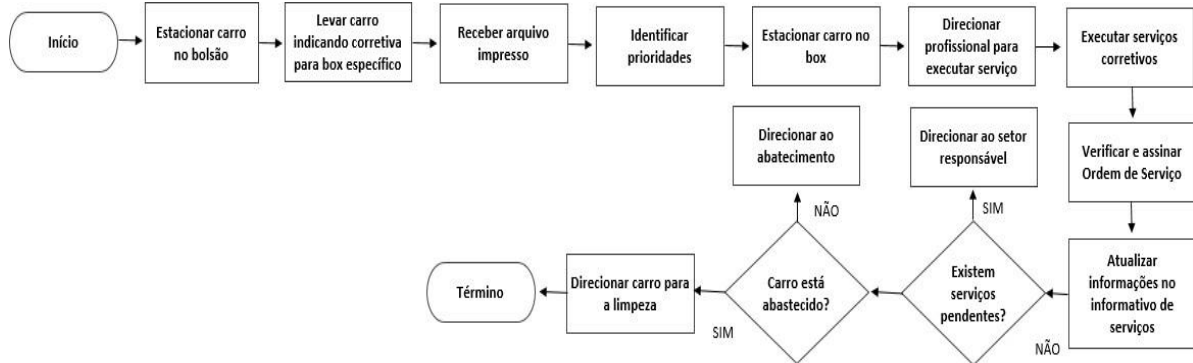 Início
Estacionar carro
no bolsão
Levar carro
indicando corretiva
para box específico
Receber arquivo
impresso
Identificar
prioridades
Estacionar carro no
box
Direcionar
profissional para
executar serviço
Executar serviços
corretivos
Verificar e assinar
Ordem de Serviço
Atualizar
informações no
informativo de
serviços
Existem
serviços
pendentes?
SIM
Direcionar ao setor
responsável
NÃO
Carro está
abastecido?
NÃO
Direcionar ao
abatecimento
SIM
Direcionar carro para
a limpeza
Término